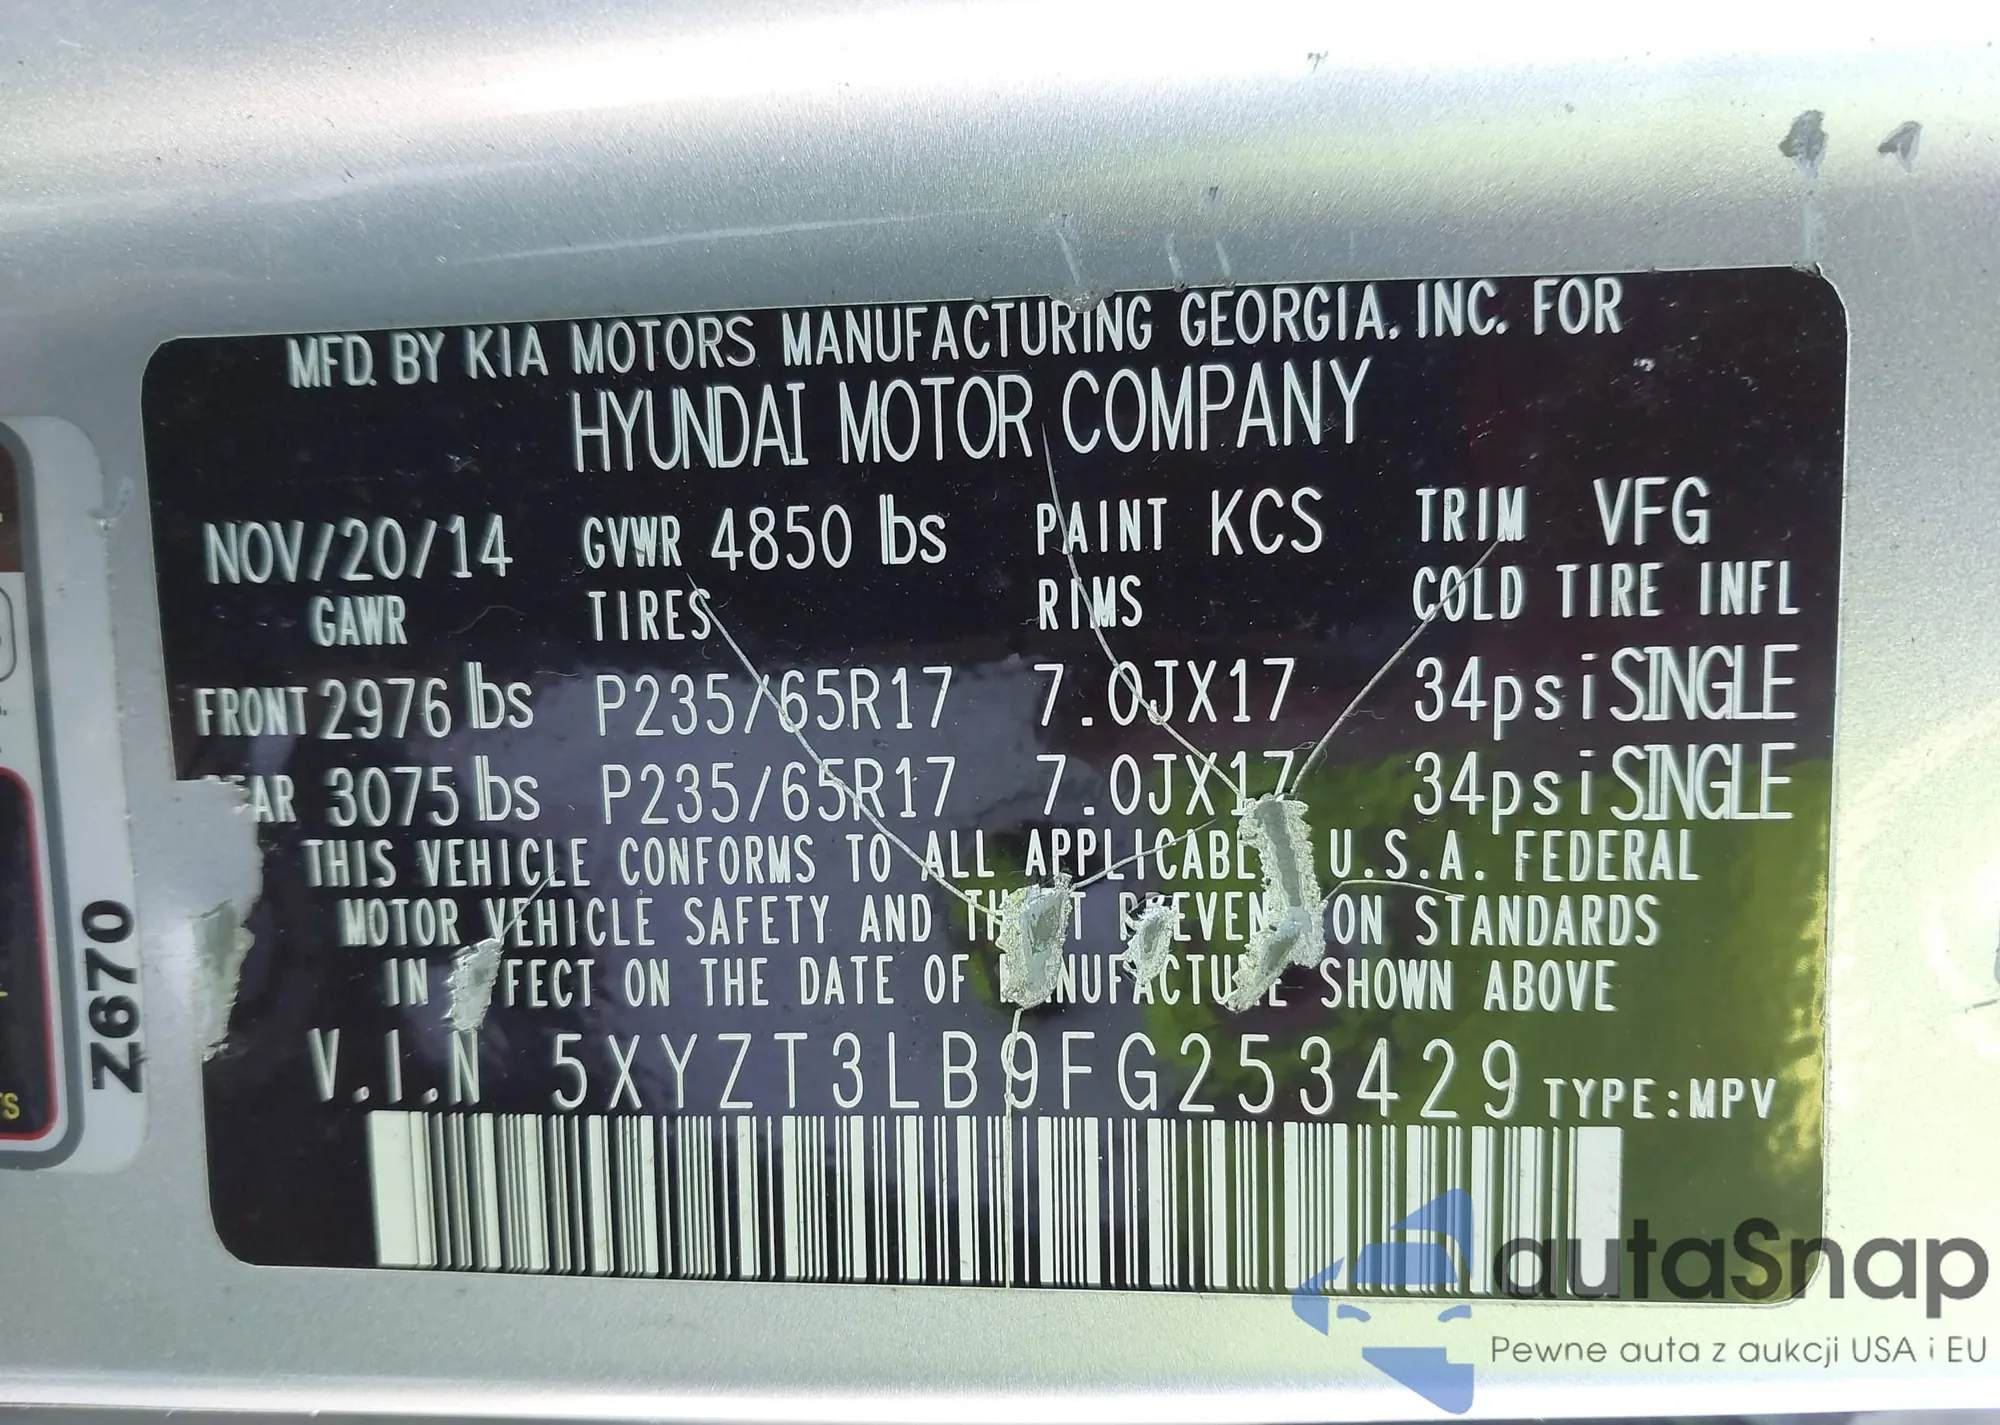 MFD. BY KIA MOTORS MANUFACTURING GEORGIA. INC. FOR
HYUNDAI MOTOR COMPANY
NOV/20/14 GVWR 4850 lbs PAINT KCS TRIM VFG
GAWR TIRES RIMS COLD TIRE INFL
FRONT 2976 lbs P235/65R17 7.0JX17 34psi SINGLE
3075 lbs P235/65R17 7.0JX17 34psi SINGLE
THIS VEHICLE CONFORMS TO ALL APPLICABLE U.S.A. FEDERAL
MOTOR VEHICLE SAFETY AND STANDARDS
IN ON THE DATE OF SHOWN ABOVE
V.I.N 5XYZT3LB9FG253429 TYPE:MPV
Z670
autaSnap
Pewne auta z aukcji USA i EU